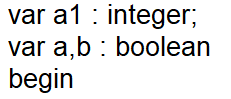 var a1 : integer;
var a,b : boolean
begin